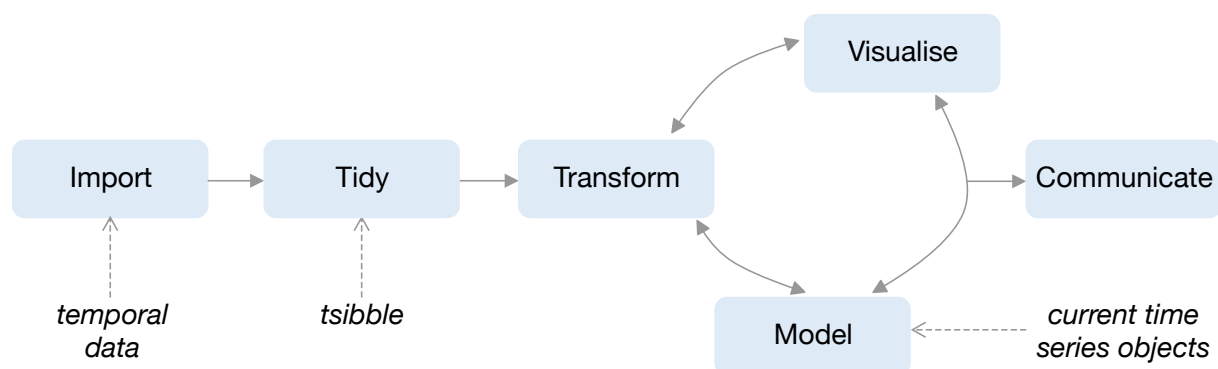 Visualise
Import
Tidy
Transform
Communicate
temporal
data
tsibble
Model
current time
series objects